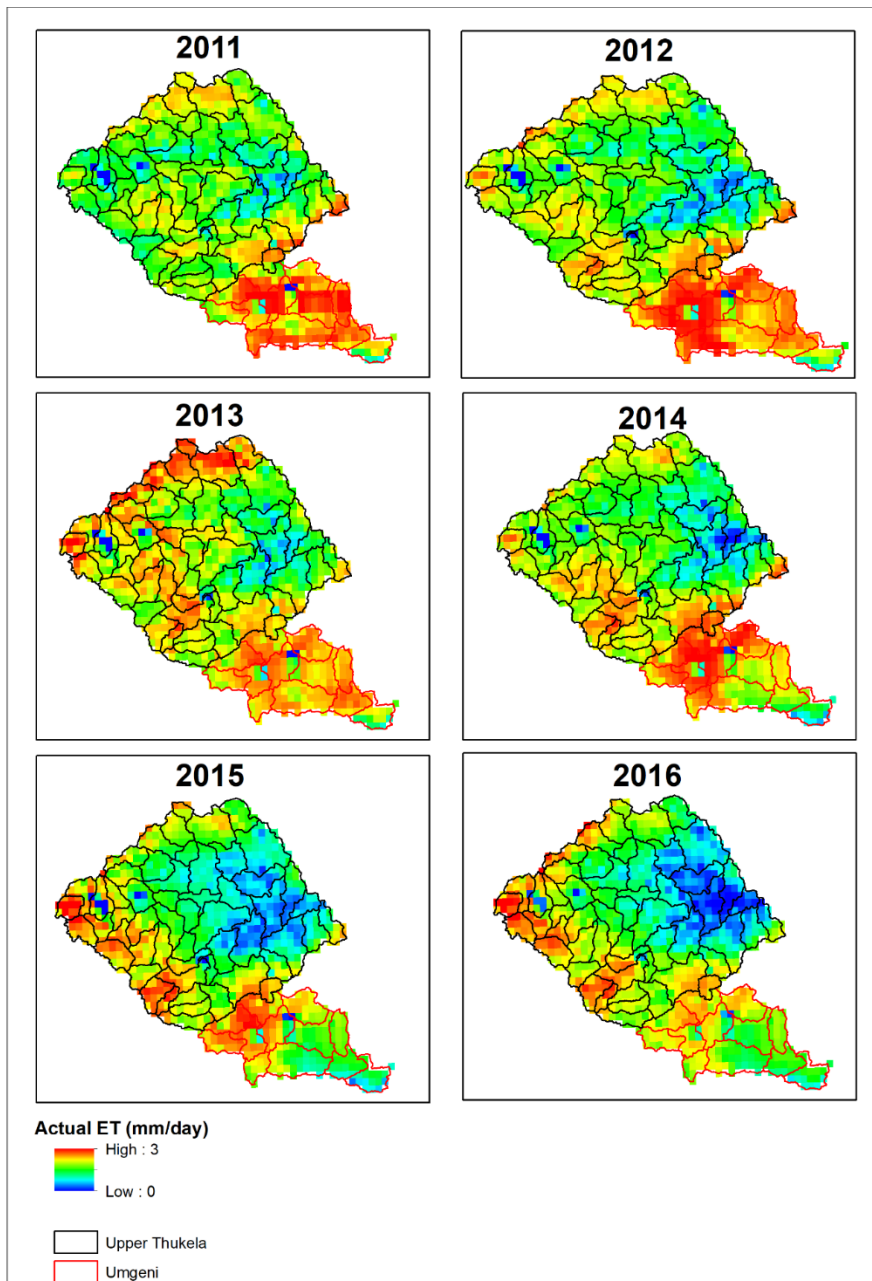 2011
2012
2013
2014
2015
2016
Actual ET (mm/day)
High : 3
Low : 0
Upper Thukela
Umgeni